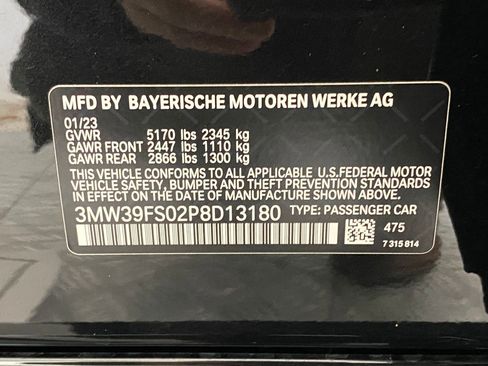 MFD BY BAYERISCHE MOTOREN WERKE AG
01/23
GVWR 5170 lbs 2345 kg
GAWR FRONT 2447 lbs 1110 kg
GAWR REAR 2866 lbs 1300 kg
THIS VEHICLE CONFORMS TO ALL APPLICABLE U.S.FEDERAL MOTOR
VEHICLE SAFETY, BUMPER, AND THEFT PREVENTION STANDARDS
IN EFFECT ON THE DATE OF MANUFACTURE SHOWN ABOVE.
3MW39FS02P8D13180 TYPE: PASSENGER CAR
475
7 315 814